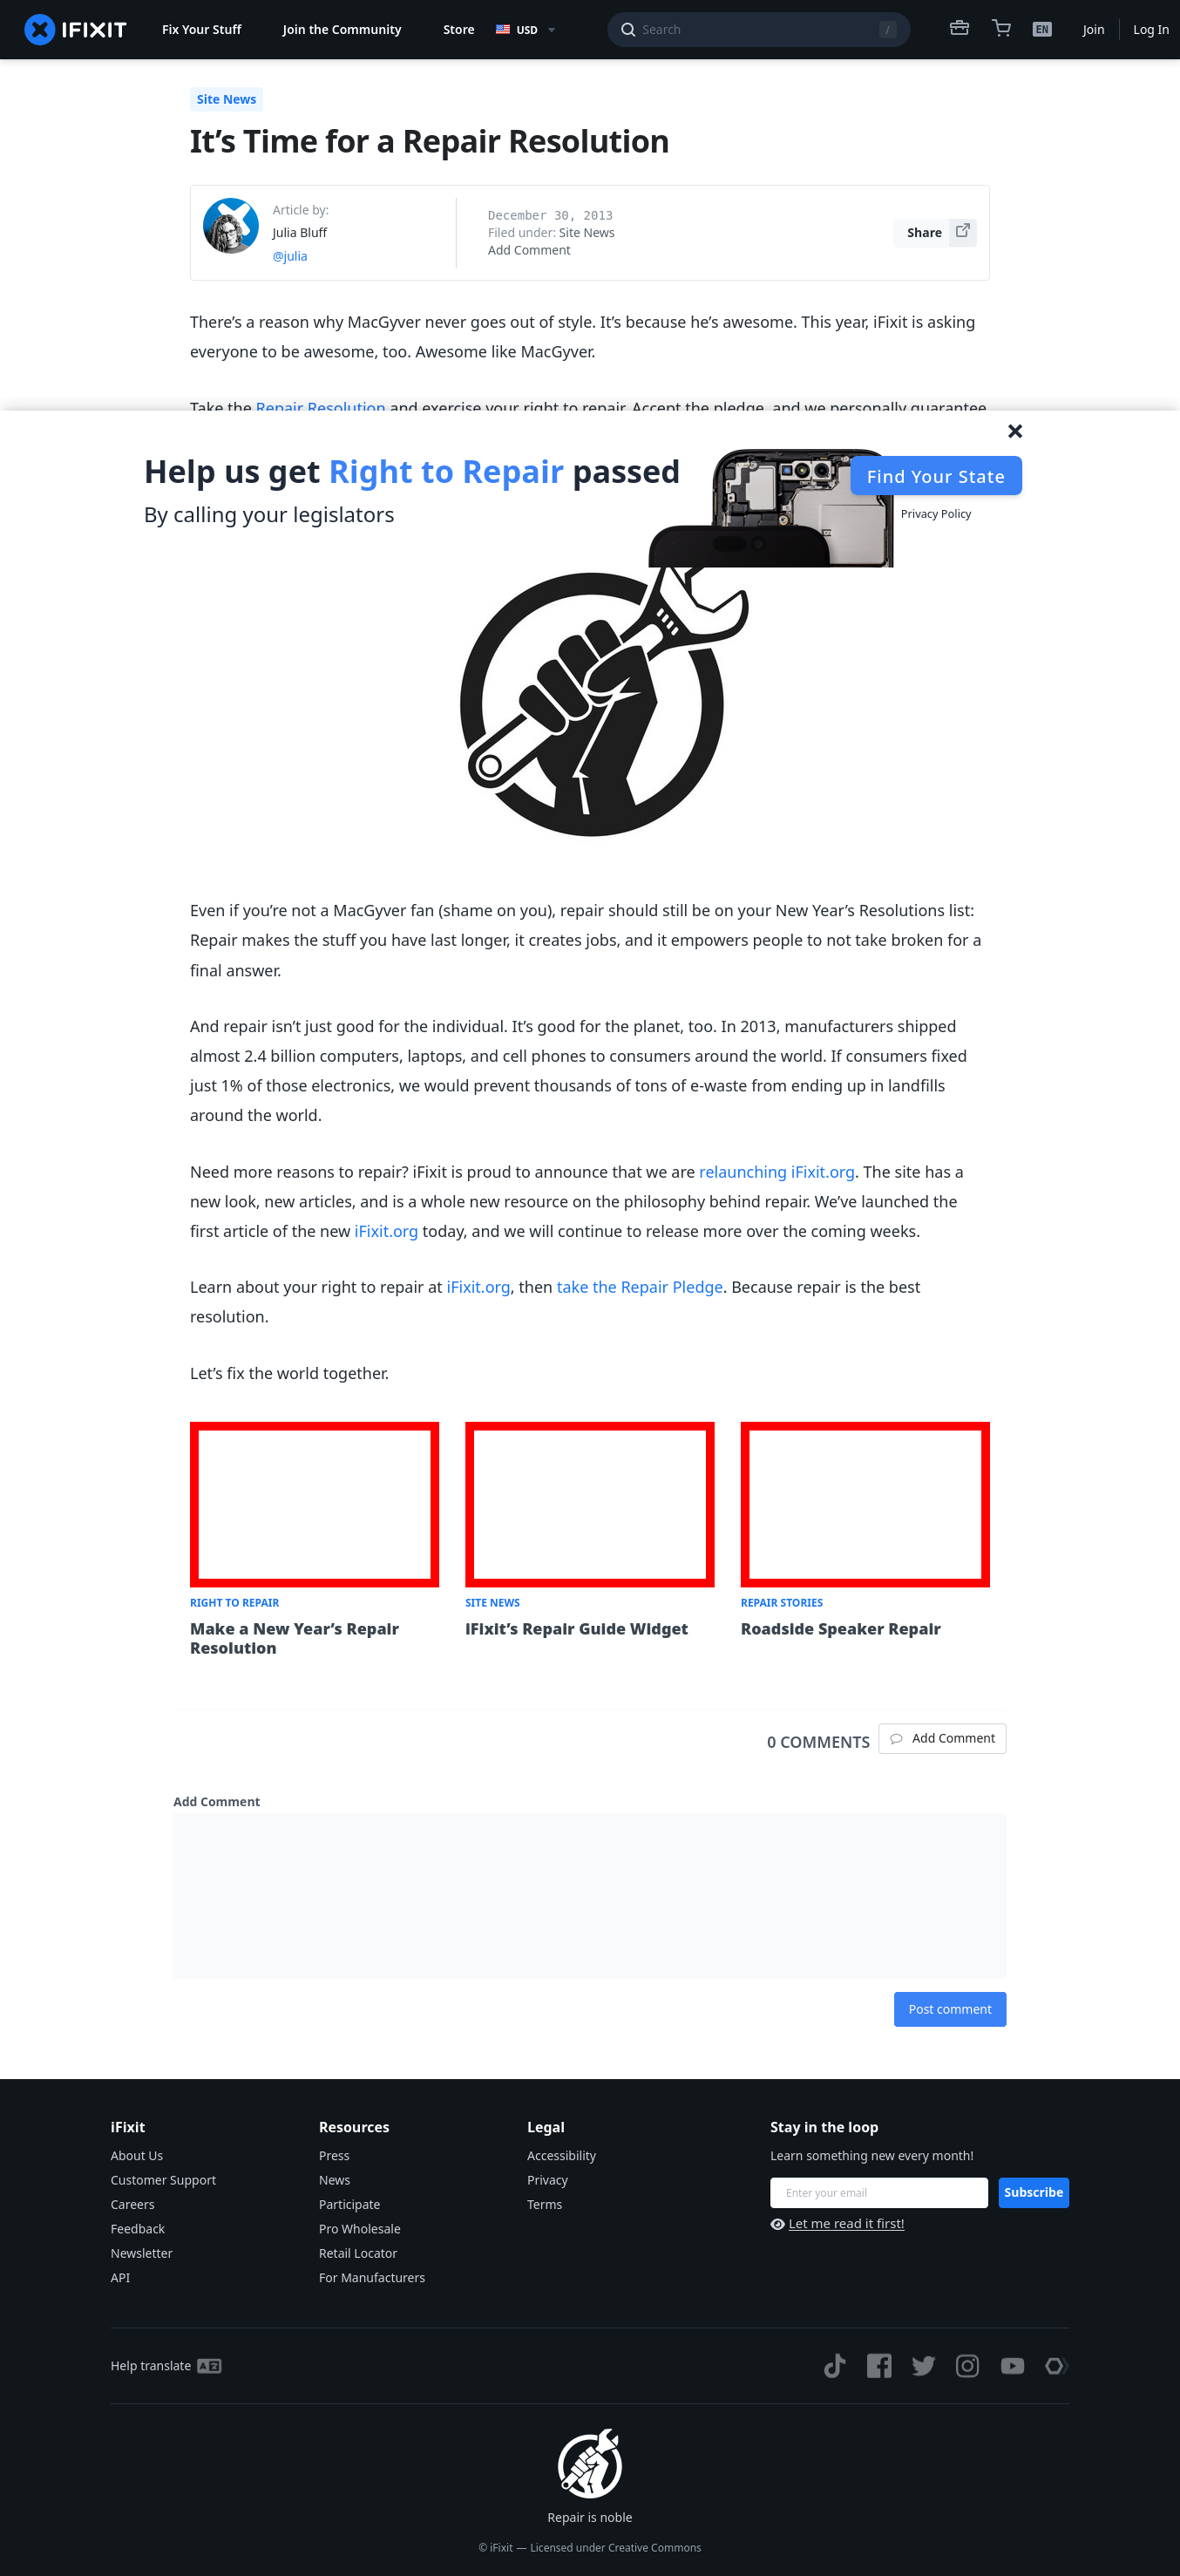 IFIXIT
Fix Your Stuff
Join the Community
Store
USD
Search
/
EN
Join
Log In
Site News
It’s Time for a Repair Resolution
Article by:
Julia Bluff
@julia
December 30, 2013
Filed under: Site News
Add Comment
Share
There’s a reason why MacGyver never goes out of style. It’s because he’s awesome. This year, iFixit is asking
everyone to be awesome, too. Awesome like MacGyver.
Take the Repair Resolution and exercise your right to repair. Accept the pledge, and we personally guarantee
Help us get Right to Repair passed
By calling your legislators
Find Your State
Privacy Policy
Even if you’re not a MacGyver fan (shame on you), repair should still be on your New Year’s Resolutions list:
Repair makes the stuff you have last longer, it creates jobs, and it empowers people to not take broken for a
final answer.
And repair isn’t just good for the individual. It’s good for the planet, too. In 2013, manufacturers shipped
almost 2.4 billion computers, laptops, and cell phones to consumers around the world. If consumers fixed
just 1% of those electronics, we would prevent thousands of tons of e-waste from ending up in landfills
around the world.
Need more reasons to repair? iFixit is proud to announce that we are relaunching iFixit.org. The site has a
new look, new articles, and is a whole new resource on the philosophy behind repair. We’ve launched the
first article of the new iFixit.org today, and we will continue to release more over the coming weeks.
Learn about your right to repair at iFixit.org, then take the Repair Pledge. Because repair is the best
resolution.
Let’s fix the world together.
RIGHT TO REPAIR
Make a New Year’s Repair
Resolution
SITE NEWS
iFixit’s Repair Guide Widget
REPAIR STORIES
Roadside Speaker Repair
0 COMMENTS
Add Comment
Add Comment
Post comment
iFixit
About Us
Customer Support
Careers
Feedback
Newsletter
API
Resources
Press
News
Participate
Pro Wholesale
Retail Locator
For Manufacturers
Legal
Accessibility
Privacy
Terms
Stay in the loop
Learn something new every month!
Enter your email
Subscribe
Let me read it first!
Help translate
Repair is noble
© iFixit — Licensed under Creative Commons